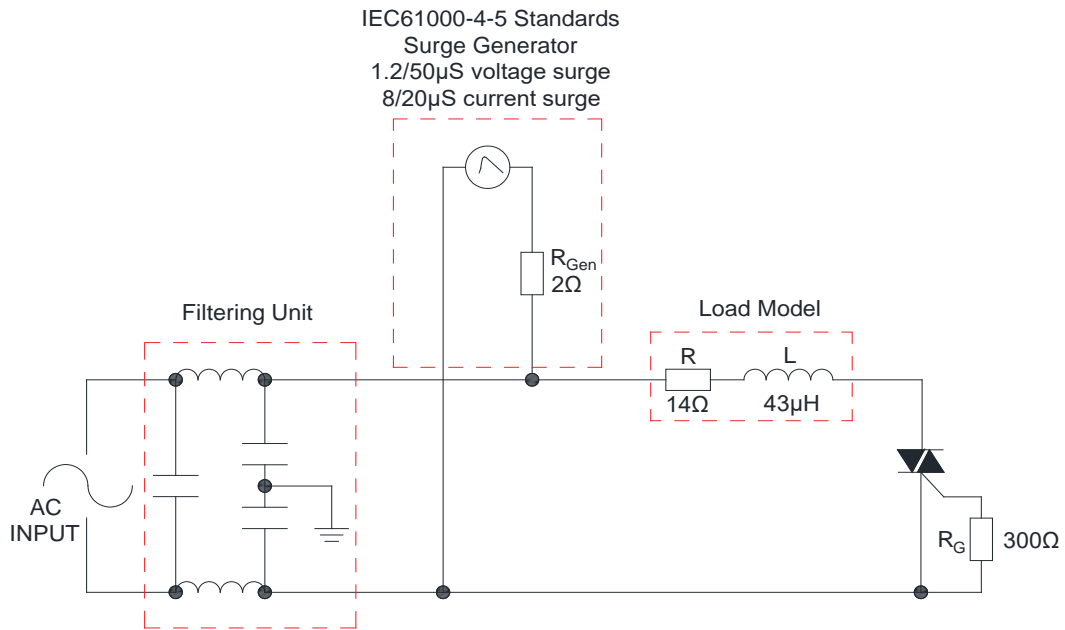 IEC61000-4-5 Standards
Surge Generator
1.2/50μS voltage surge
8/20μS current surge
RGen
2Ω
Filtering Unit
Load Model
R
L
14Ω
43μH
AC
INPUT
RG
300Ω